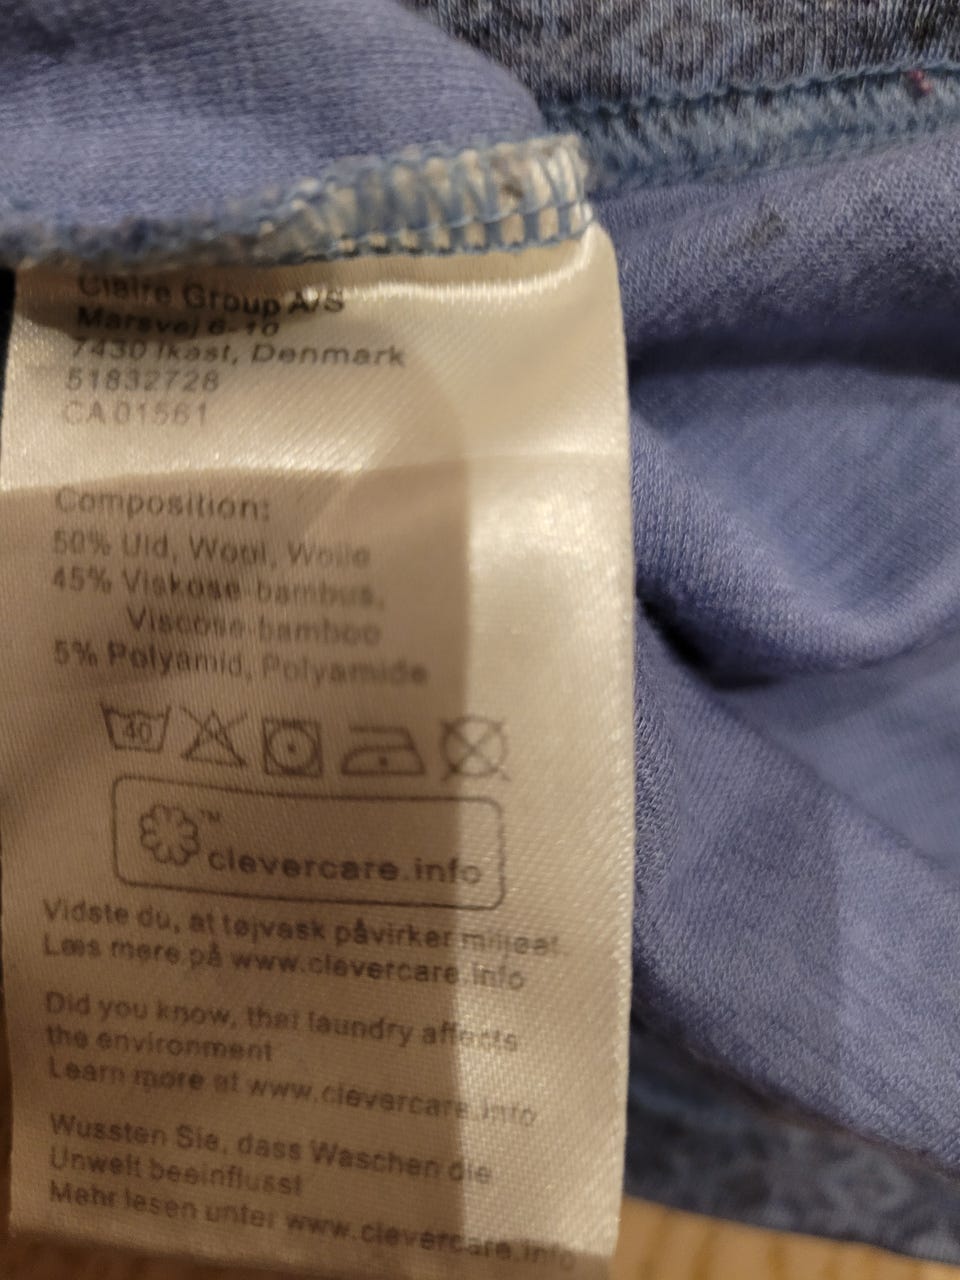 Claire Group A/S
Marsvej 6-10
7430 Ikast, Denmark
51832728
CA 01561
Composition:
50% Uld, Wool, Wolle
45% Viskose-bambus,
Viscose-bamboo
5% Polyamid, Polyamide
40
TM
clevercare.info
Vidste du, at tøjvask påvirker miljøet.
Læs mere på www.clevercare.info
Did you know, that laundry affects
the environment
Learn more at www.clevercare.info
Wussten Sie, dass Waschen die
Unwelt beeinflusst
Mehr lesen unter www.clevercare.info